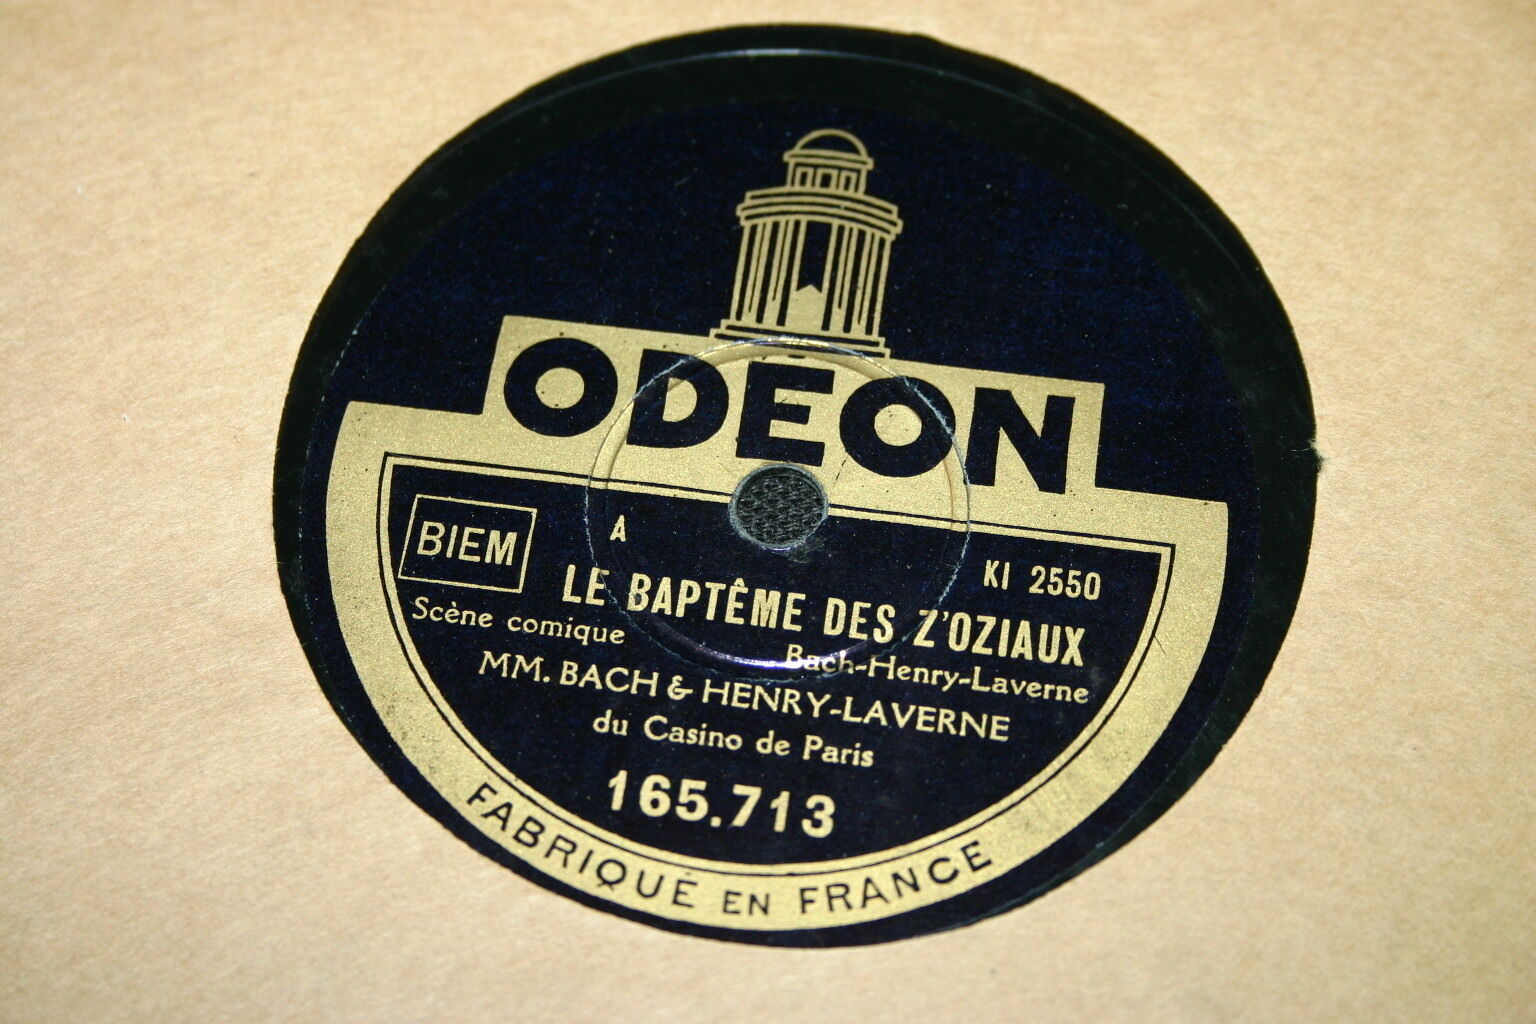 ODEON
BIEM
A
KI 2550
LE BAPTÊME DES Z'OZIAUX
Scène comique
Bach-Henry-Laverne
MM. BACH & HENRY-LAVERNE
du Casino de Paris
165.713
FABRIQUÉ EN FRANCE